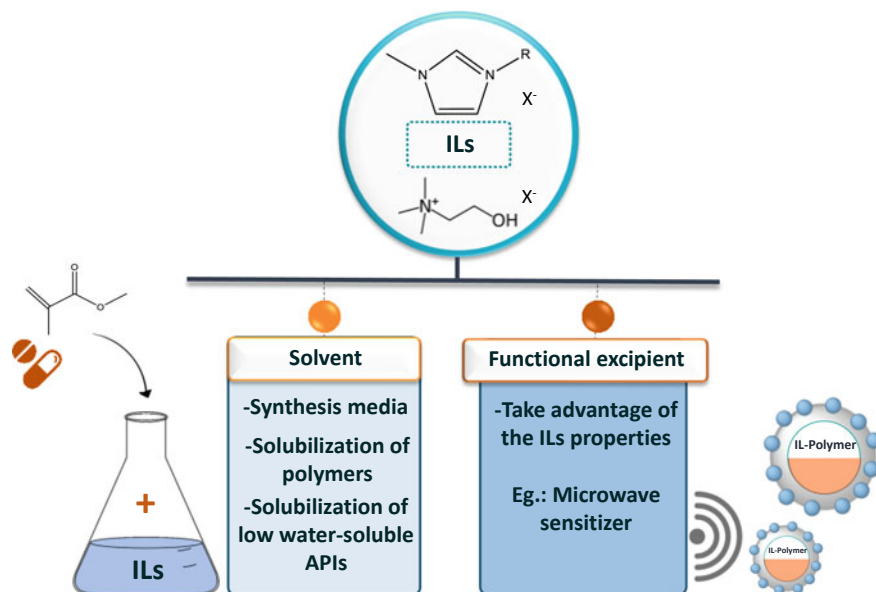 N
N
R
X-
ILs
N+
OH
X-
O
O
Solvent
-Synthesis media
-Solubilization of
polymers
-Solubilization of
low water-soluble
APIs
Functional excipient
-Take advantage of
the ILs properties
Eg.: Microwave
sensitizer
+
ILs
IL-Polymer
IL-Polymer